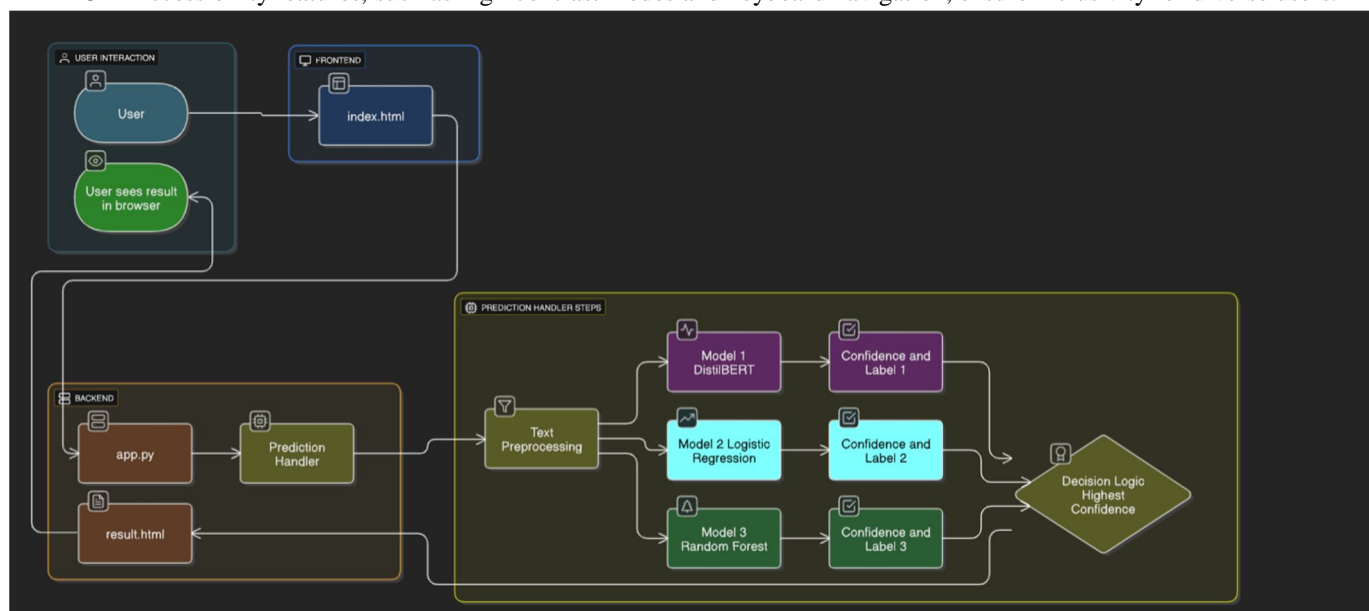 USER INTERACTION
User
User sees result
in browser
FRONTEND
index.html
BACKEND
app.py
Prediction
Handler
result.html
PREDICTION HANDLER STEPS
Text
Preprocessing
Model 1
DistilBERT
Confidence and
Label 1
Model 2 Logistic
Regression
Confidence and
Label 2
Model 3
Random Forest
Confidence and
Label 3
Decision Logic
Highest
Confidence